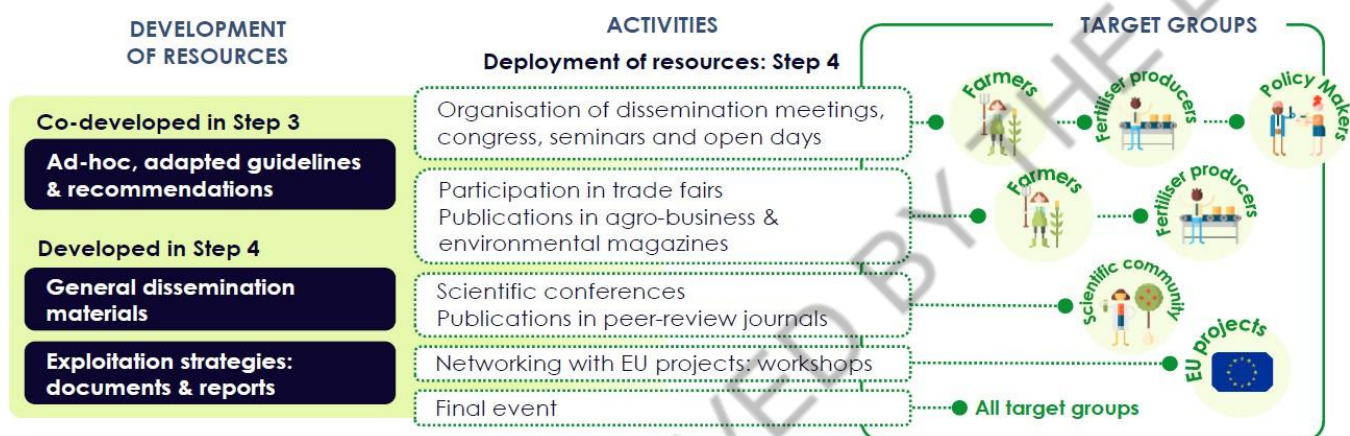 DEVELOPMENT
OF RESOURCES
Co-developed in Step 3
Ad-hoc, adapted guidelines
& recommendations
Developed in Step 4
General dissemination
materials
Exploitation strategies:
documents & reports
ACTIVITIES
Deployment of resources: Step 4
Organisation of dissemination meetings,
congress, seminars and open days
Participation in trade fairs
Publications in agro-business &
environmental magazines
Scientific conferences
Publications in peer-review journals
Networking with EU projects: workshops
Final event
TARGET GROUPS
Farmers
Fertiliser producers
Policy Makers
Farmers
Fertiliser producers
Scientific community
EU projects
All target groups
VED BY THE